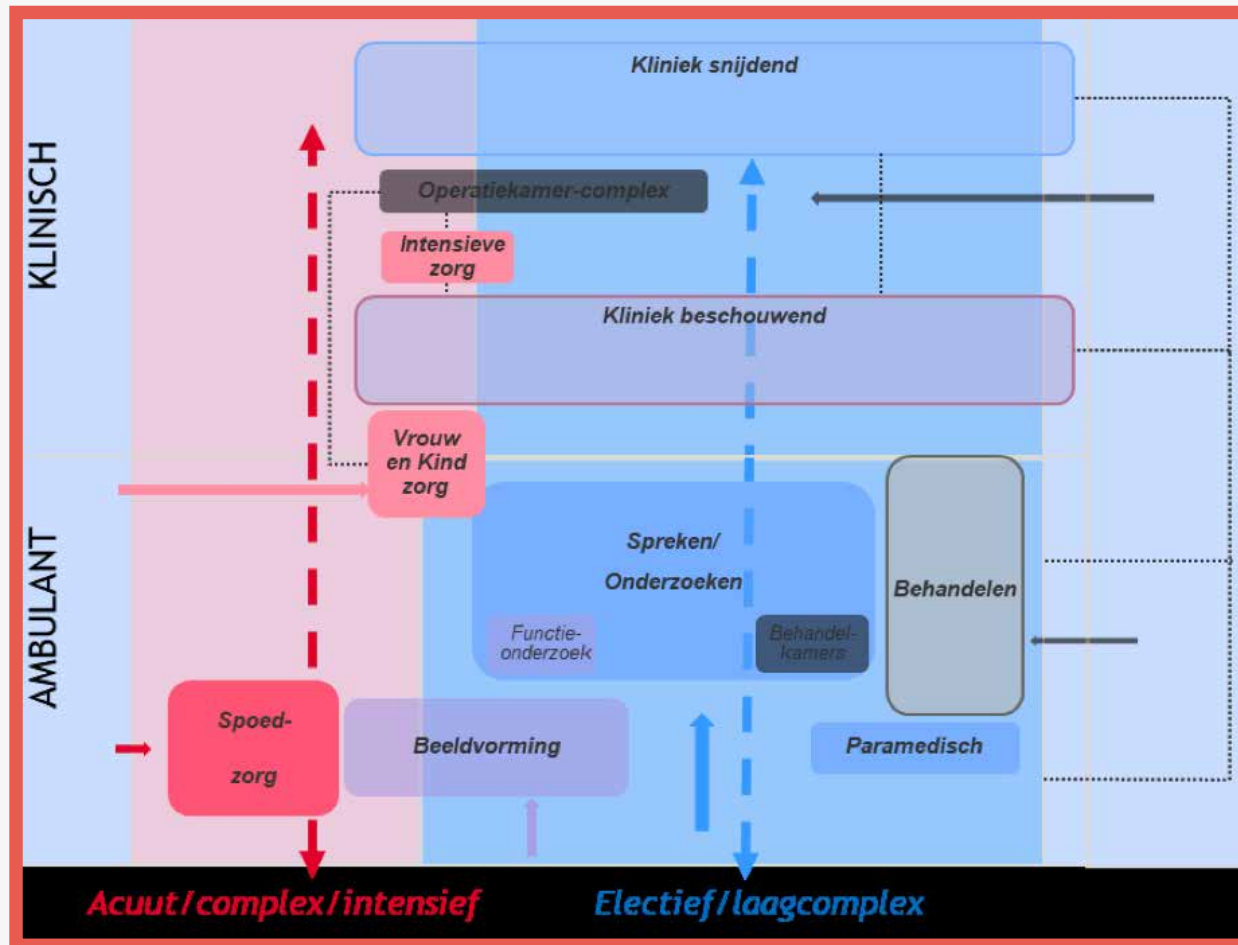 KLINISCH
Kliniek snijdend
Operatiekamer-complex
Intensieve
zorg
Kliniek beschouwend
Vrouw
en Kind
zorg
AMBULANT
Spreken/
Onderzoeken
Behandelen
Functie-
onderzoek
Behandel-
kamers
Spoed-
zorg
Beeldvorming
Paramedisch
Acuut/complex/intensief
Electief/laagcomplex